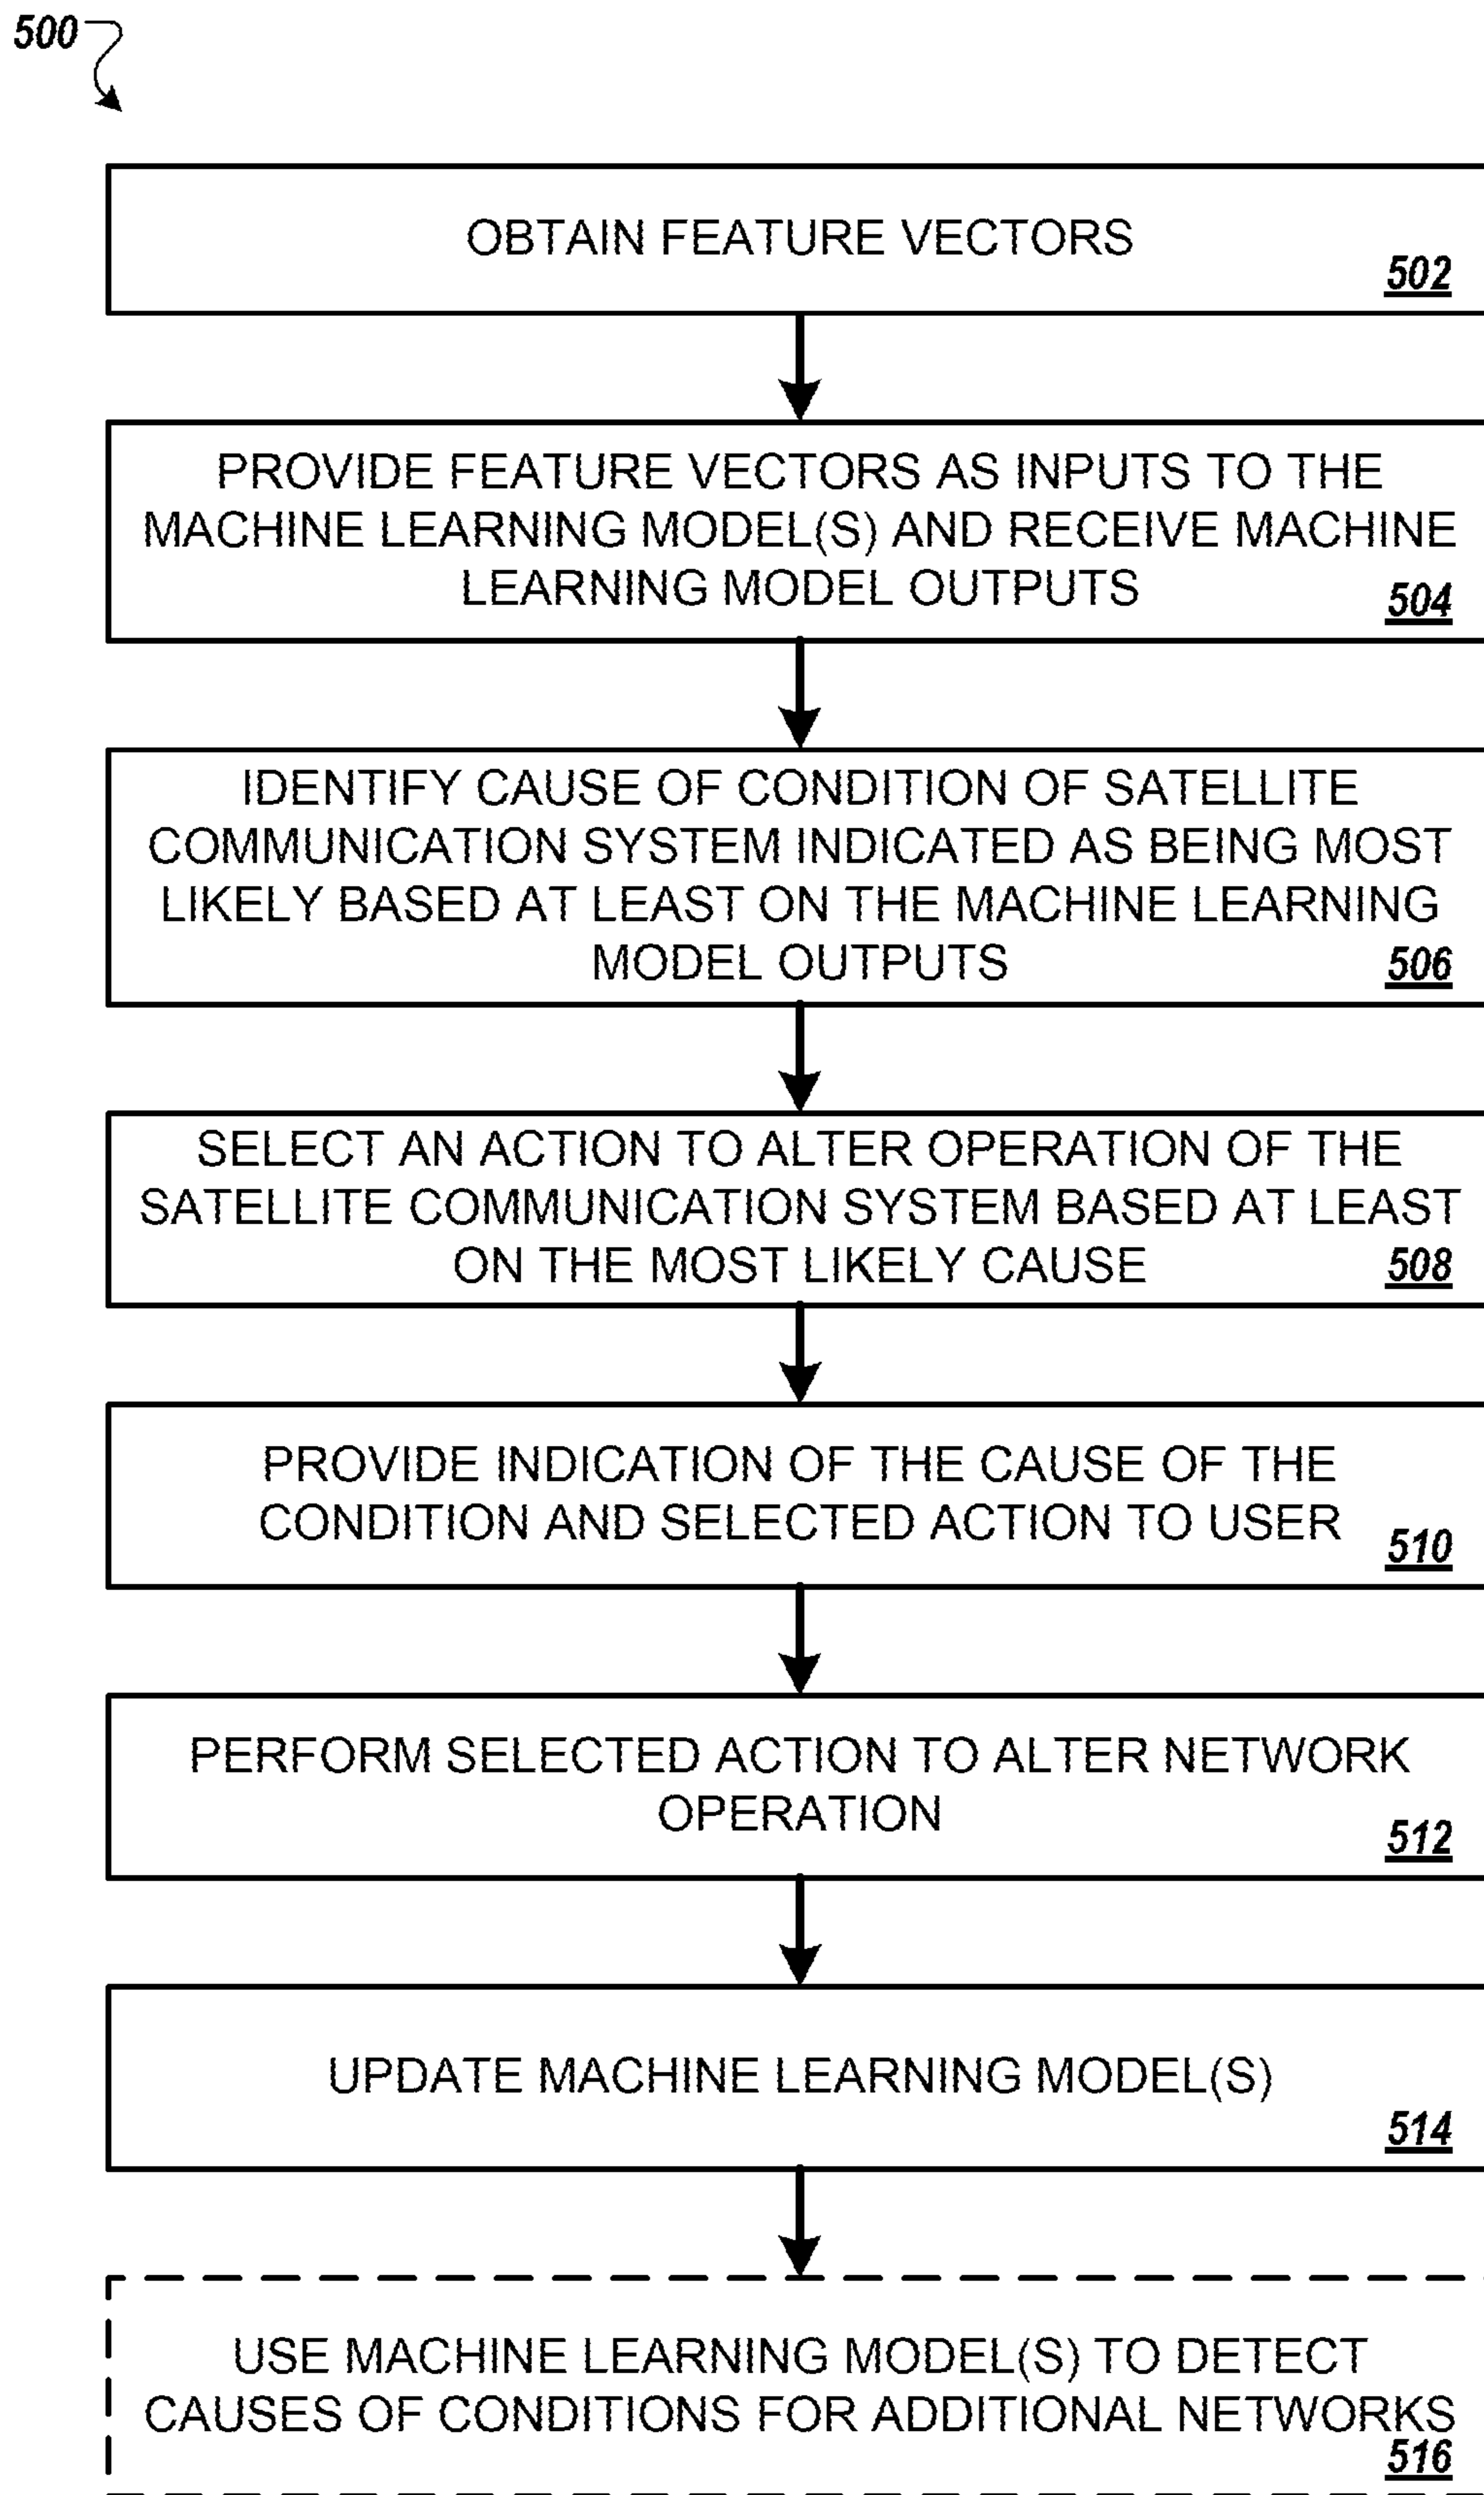 500
OBTAIN FEATURE VECTORS
502
PROVIDE FEATURE VECTORS AS INPUTS TO THE
MACHINE LEARNING MODEL(S) AND RECEIVE MACHINE
LEARNING MODEL OUTPUTS
504
IDENTIFY CAUSE OF CONDITION OF SATELLITE
COMMUNICATION SYSTEM INDICATED AS BEING MOST
LIKELY BASED AT LEAST ON THE MACHINE LEARNING
MODEL OUTPUTS
506
SELECT AN ACTION TO ALTER OPERATION OF THE
SATELLITE COMMUNICATION SYSTEM BASED AT LEAST
ON THE MOST LIKELY CAUSE
508
PROVIDE INDICATION OF THE CAUSE OF THE
CONDITION AND SELECTED ACTION TO USER
510
PERFORM SELECTED ACTION TO ALTER NETWORK
OPERATION
512
UPDATE MACHINE LEARNING MODEL(S)
514
USE MACHINE LEARNING MODEL(S) TO DETECT
CAUSES OF CONDITIONS FOR ADDITIONAL NETWORKS
516